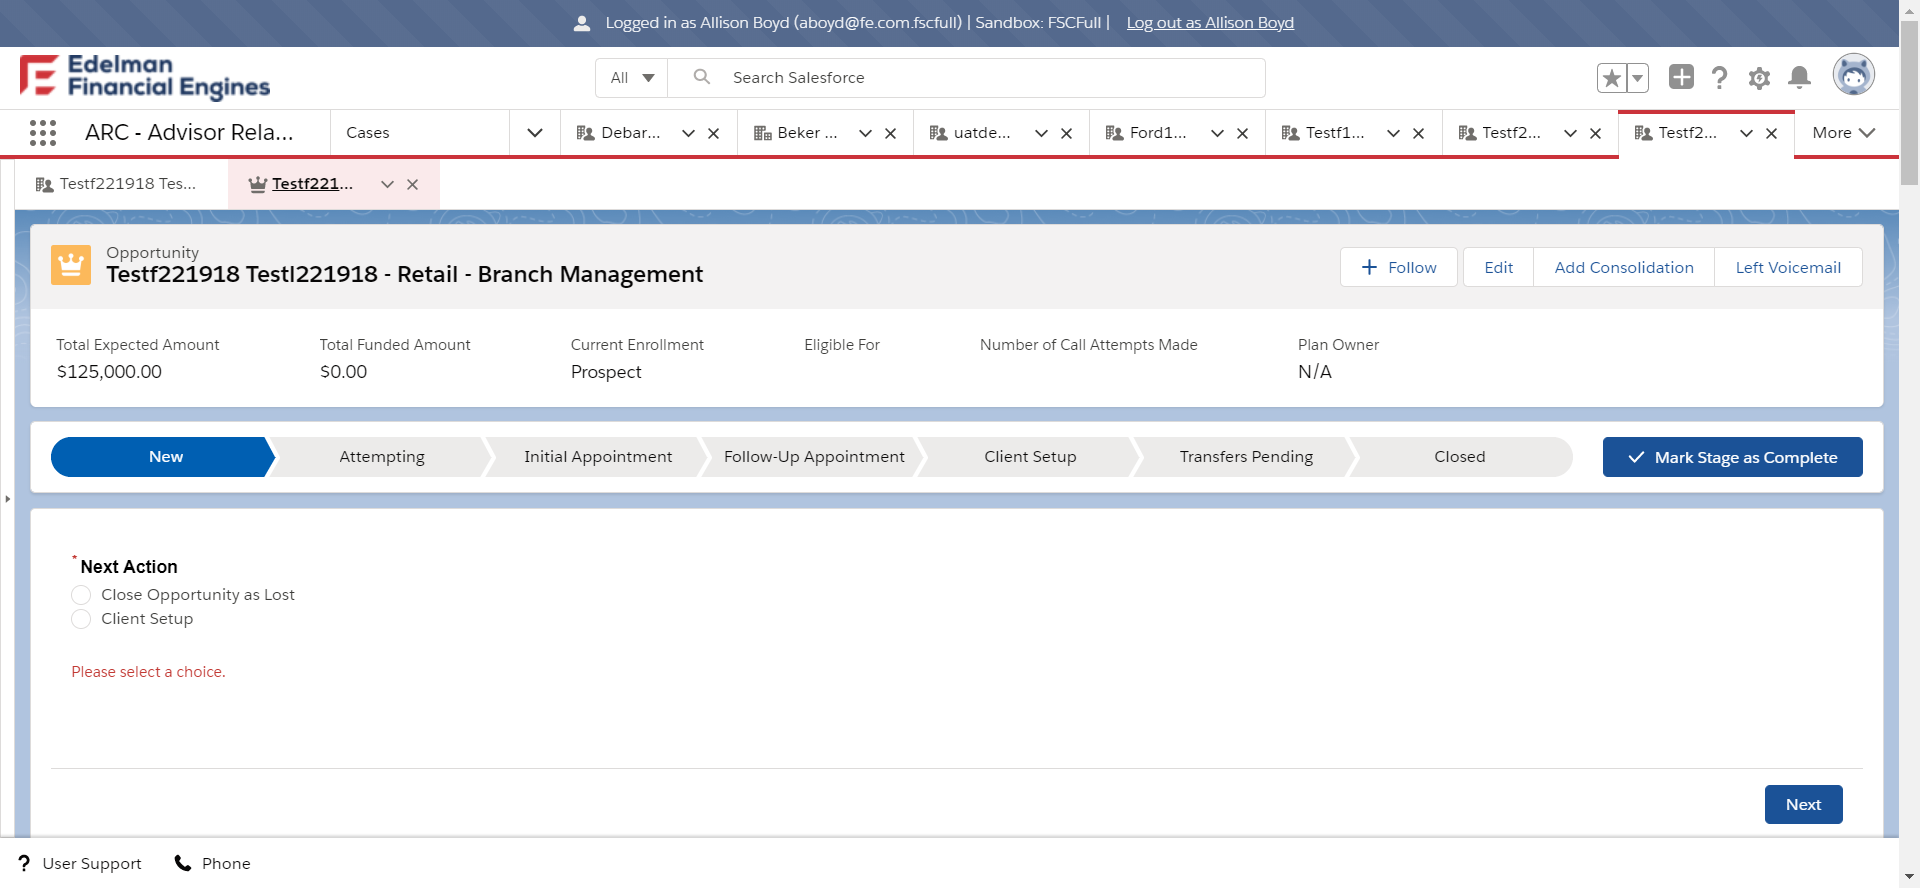 Logged in as Allison Boyd (aboyd@fe.com.fscfull) | Sandbox: FSCFull | Log out as Allison Boyd
Edelman
Financial Engines
All
Search Salesforce
ARC - Advisor Rela...
Cases
Debar...
Beker ...
uatde...
Ford1...
Testf1...
Testf2...
Testf2...
More
Testf221918 Tes...
Testf221...
Opportunity
Testf221918 Testl221918 - Retail - Branch Management
Follow
Edit
Add Consolidation
Left Voicemail
Total Expected Amount
$125,000.00
Total Funded Amount
$0.00
Current Enrollment
Prospect
Eligible For
Number of Call Attempts Made
Plan Owner
N/A
New
Attempting
Initial Appointment
Follow-Up Appointment
Client Setup
Transfers Pending
Closed
Mark Stage as Complete
* Next Action
Close Opportunity as Lost
Client Setup
Please select a choice.
Next
User Support
Phone